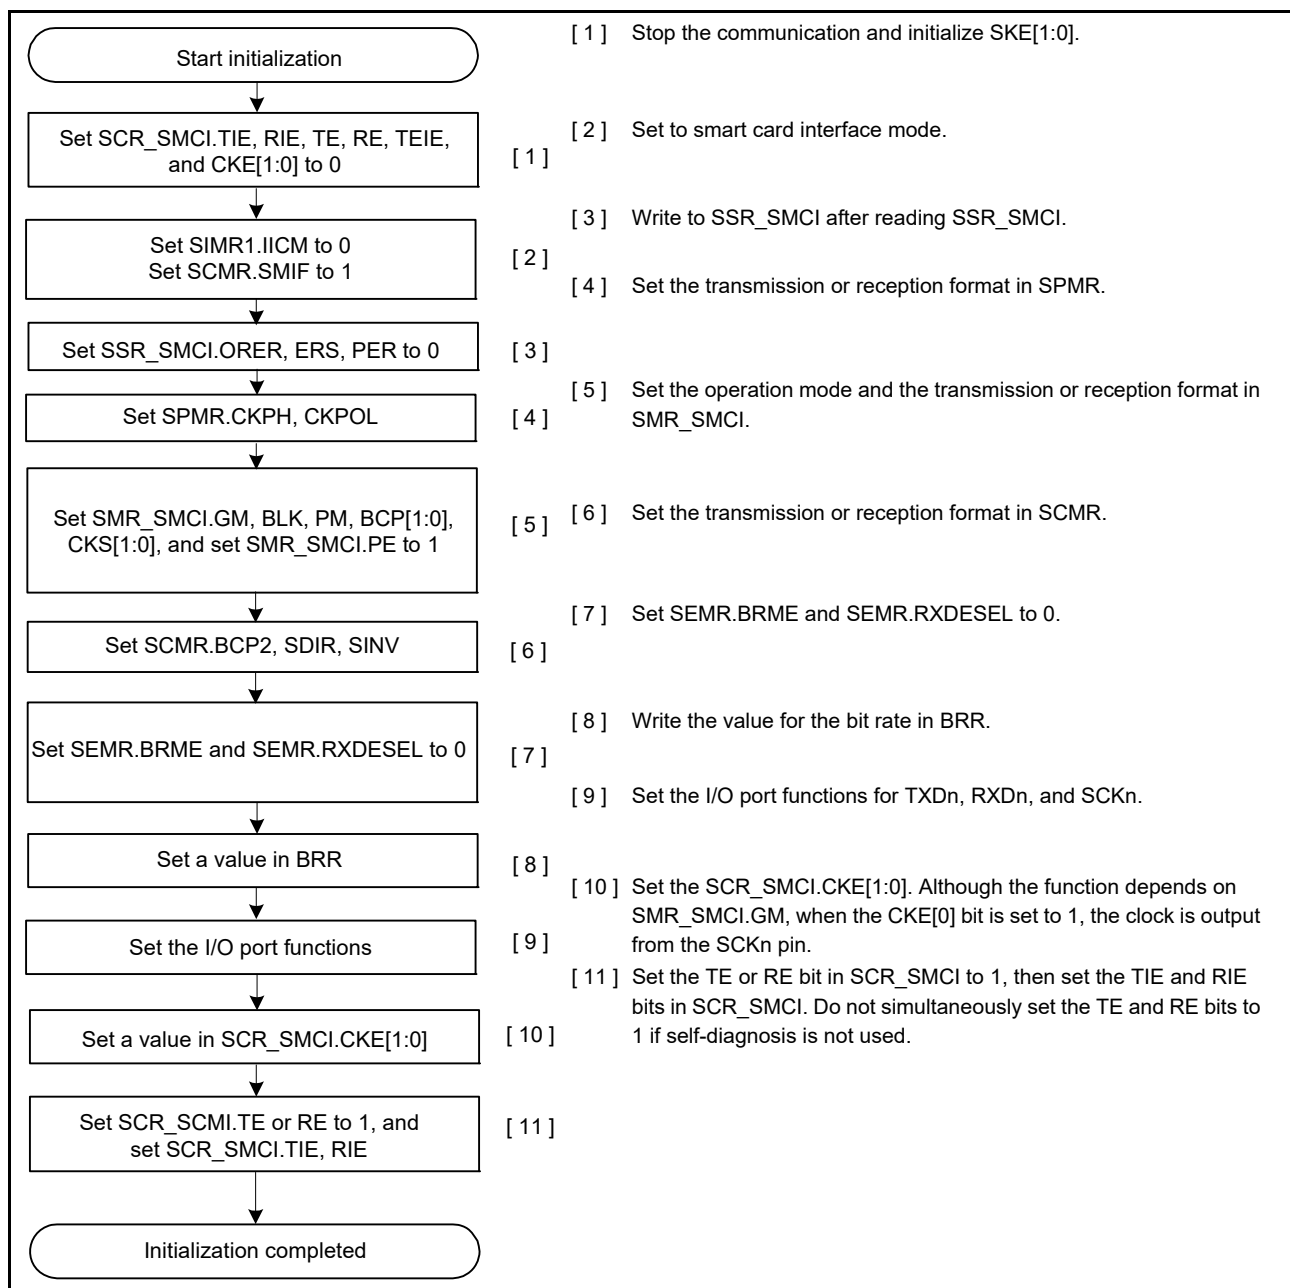 Start initialization
Set SCR_SMCI.TIE, RIE, TE, RE, TEIE,
and CKE[1:0] to 0
[ 1 ]
Set SIMR1.IICM to 0
Set SCMR.SMIF to 1
[ 2 ]
Set SSR_SMCI.ORER, ERS, PER to 0
[ 3 ]
Set SPMR.CKPH, CKPOL
[ 4 ]
Set SMR_SMCI.GM, BLK, PM, BCP[1:0],
CKS[1:0], and set SMR_SMCI.PE to 1
[ 5 ]
Set SCMR.BCP2, SDIR, SINV
[ 6 ]
Set SEMR.BRME and SEMR.RXDESEL to 0
[ 7 ]
Set a value in BRR
[ 8 ]
Set the I/O port functions
[ 9 ]
Set a value in SCR_SMCI.CKE[1:0]
[ 10 ]
Set SCR_SCMI.TE or RE to 1, and
set SCR_SMCI.TIE, RIE
[ 11 ]
Initialization completed
[ 1 ] Stop the communication and initialize SKE[1:0].
[ 2 ] Set to smart card interface mode.
[ 3 ] Write to SSR_SMCI after reading SSR_SMCI.
[ 4 ] Set the transmission or reception format in SPMR.
[ 5 ] Set the operation mode and the transmission or reception format in
SMR_SMCI.
[ 6 ] Set the transmission or reception format in SCMR.
[ 7 ] Set SEMR.BRME and SEMR.RXDESEL to 0.
[ 8 ] Write the value for the bit rate in BRR.
[ 9 ] Set the I/O port functions for TXDn, RXDn, and SCKn.
[ 10 ] Set the SCR_SMCI.CKE[1:0]. Although the function depends on
SMR_SMCI.GM, when the CKE[0] bit is set to 1, the clock is output
from the SCKn pin.
[ 11 ] Set the TE or RE bit in SCR_SMCI to 1, then set the TIE and RIE
bits in SCR_SMCI. Do not simultaneously set the TE and RE bits to
1 if self-diagnosis is not used.